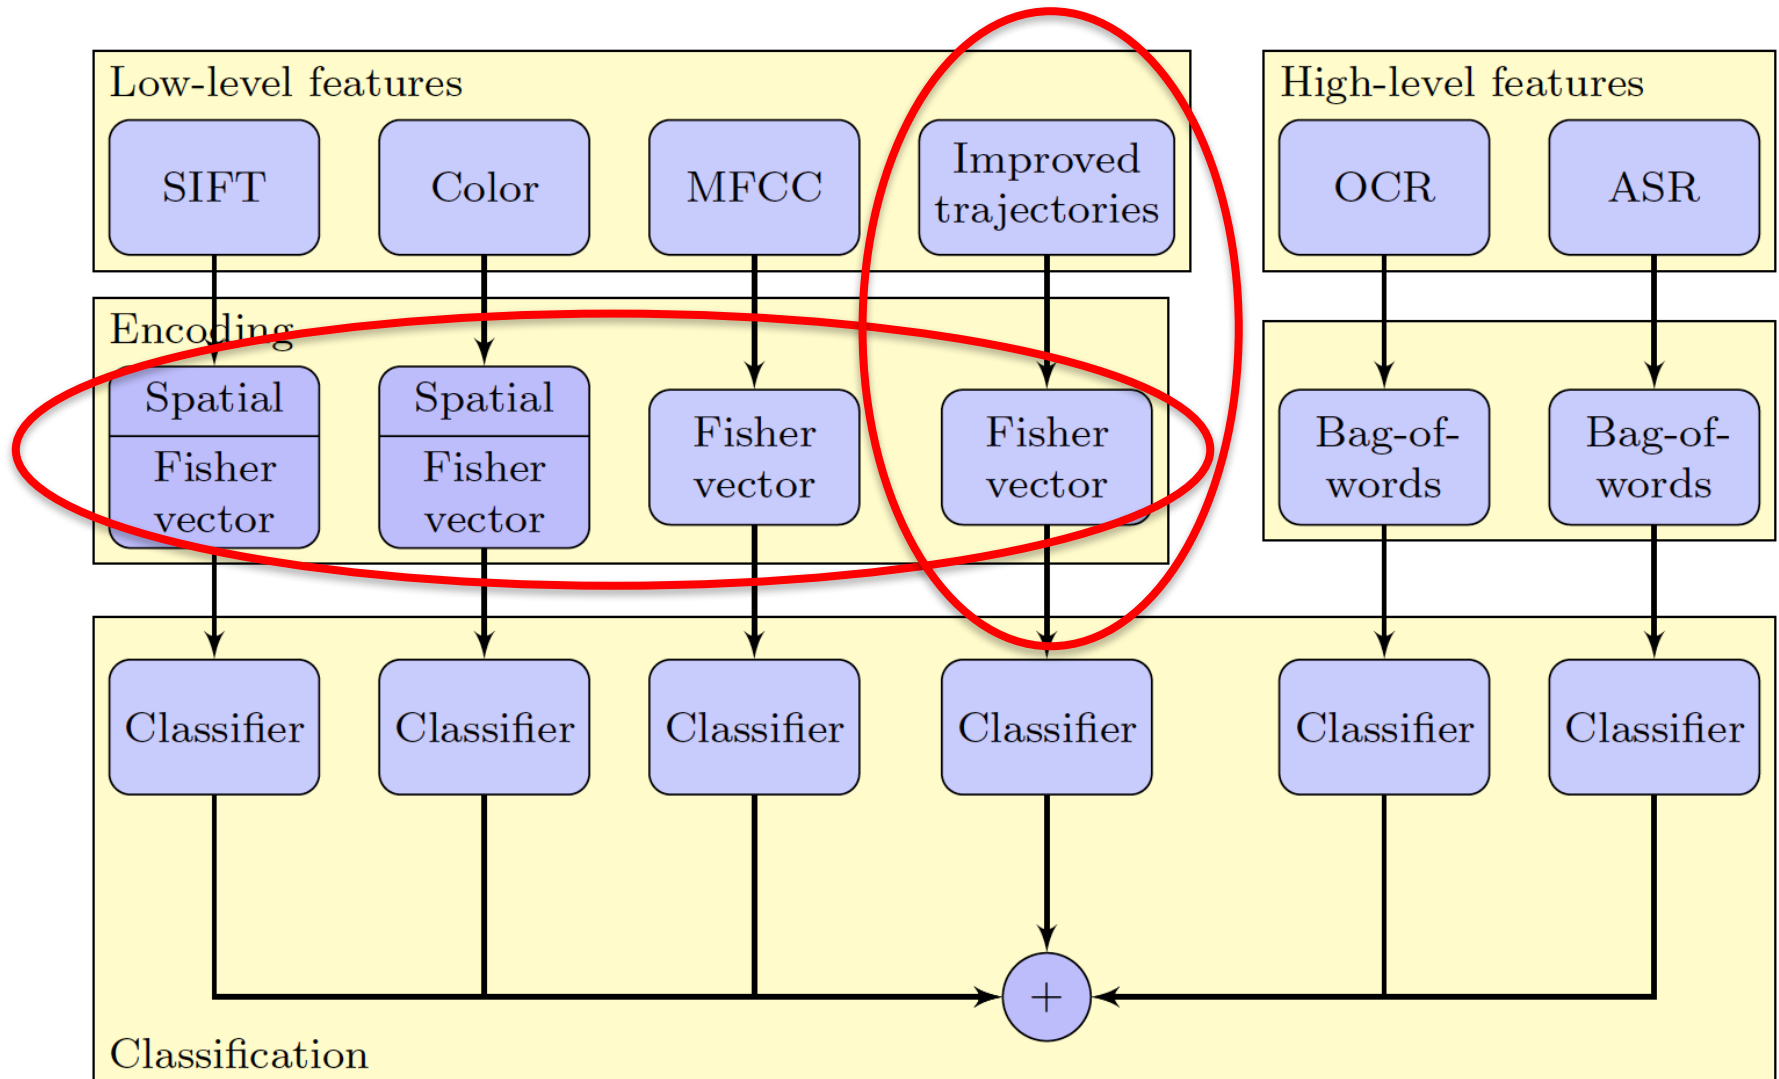 Low-level features
High-level features
SIFT
Color
MFCC
Improved
trajectories
OCR
ASR
Encoding
Spatial
Fisher
vector
Spatial
Fisher
vector
Fisher
vector
Fisher
vector
Bag-of-
words
Bag-of-
words
Classifier
Classifier
Classifier
Classifier
Classifier
Classifier
+
Classification